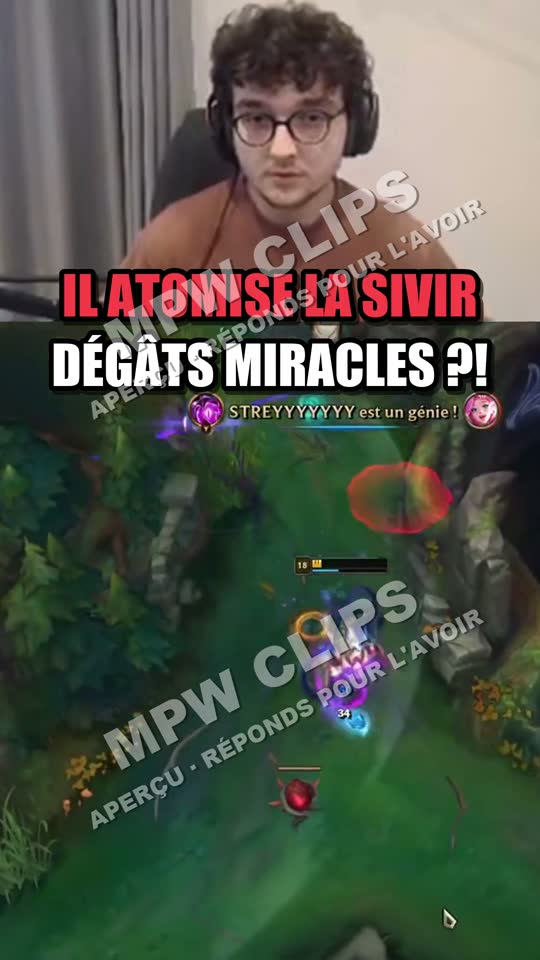 MPW CLIPS
APERÇU · RÉPONDS POUR L'AVOIR
IL ATOMISE LA SIVIR
DÉGÂTS MIRACLES ?!
STREYYYYYYY est un génie !
18
MPW CLIPS
APERÇU · RÉPONDS POUR L'AVOIR
34